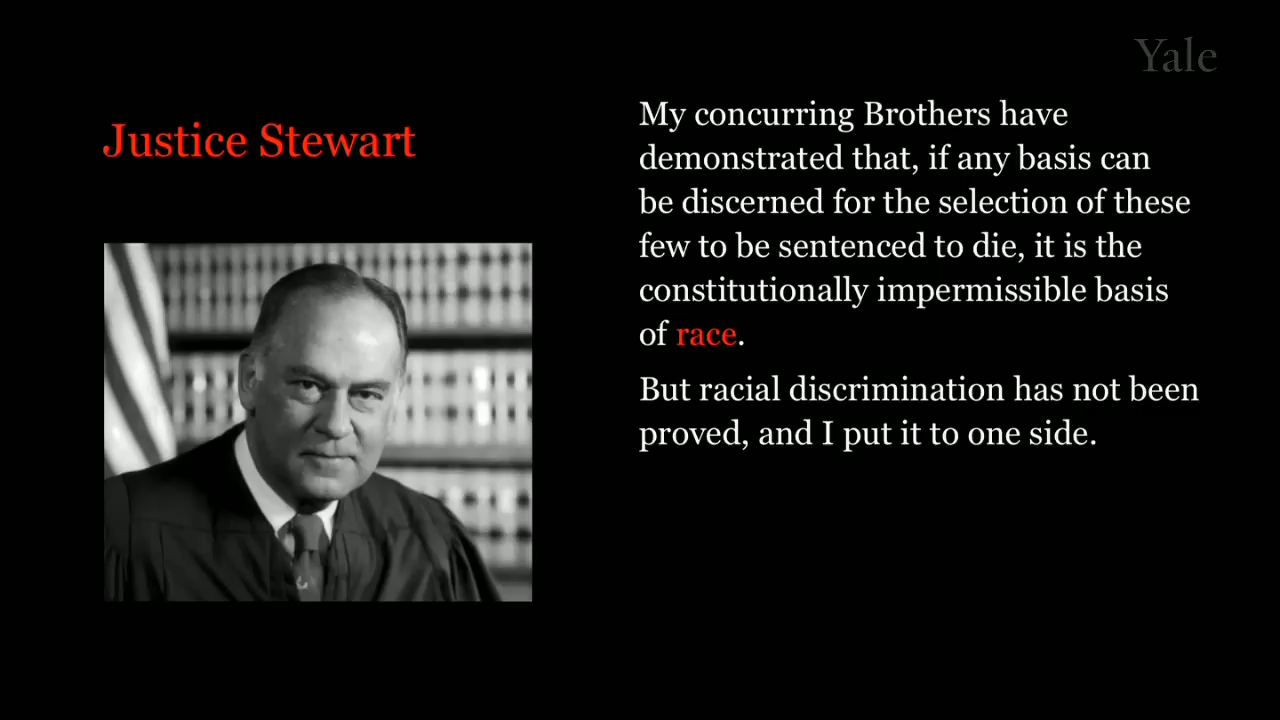 Yale
Justice Stewart
My concurring Brothers have
demonstrated that, if any basis can
be discerned for the selection of these
few to be sentenced to die, it is the
constitutionally impermissible basis
of race.
But racial discrimination has not been
proved, and I put it to one side.